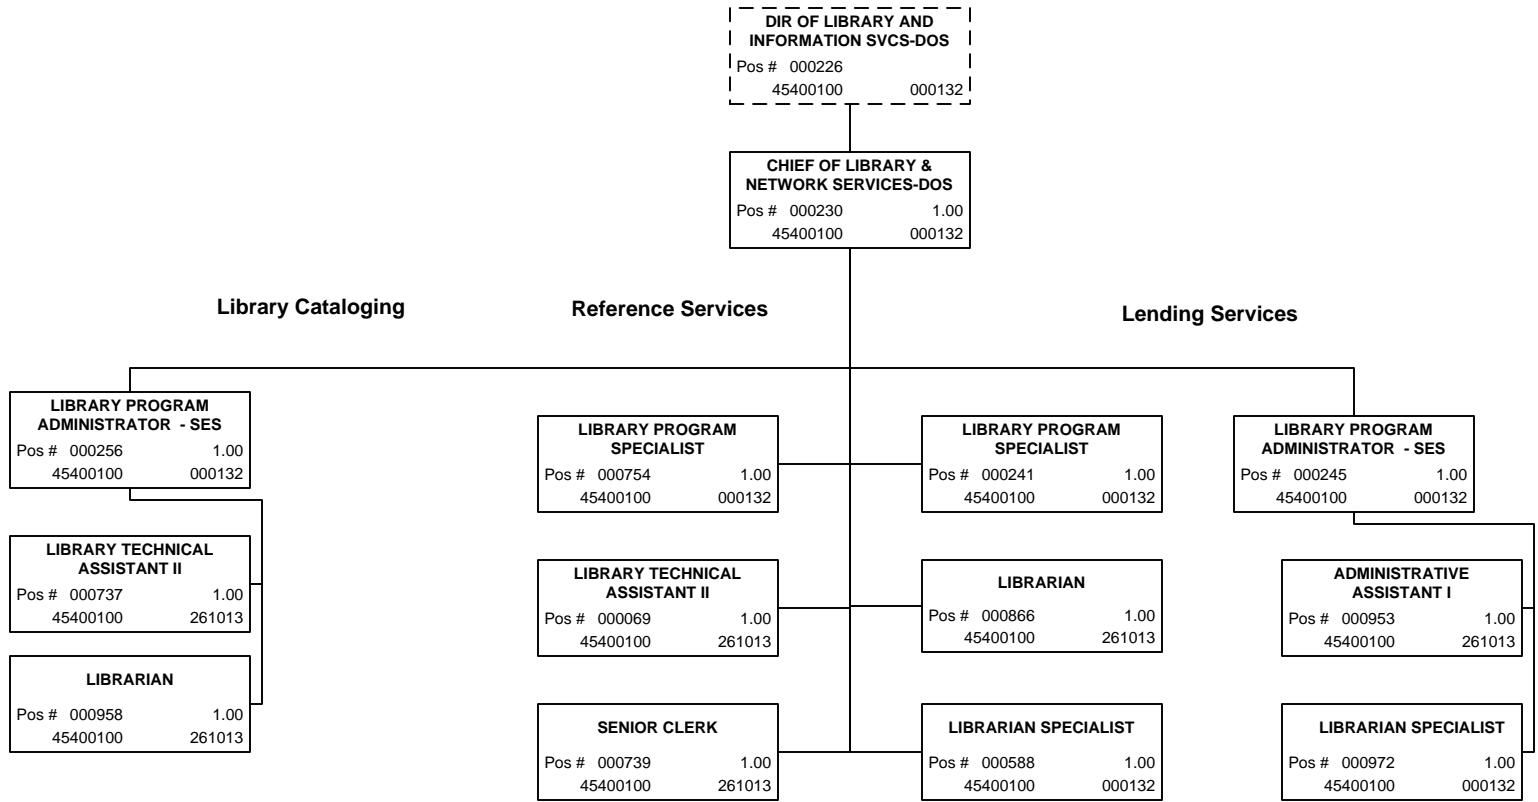 DIR OF LIBRARY AND
INFORMATION SVCS-DOS
Pos # 000226
45400100 000132
CHIEF OF LIBRARY &
NETWORK SERVICES-DOS
Pos # 000230 1.00
45400100 000132
Library Cataloging
Reference Services
Lending Services
LIBRARY PROGRAM
ADMINISTRATOR - SES
Pos # 000256 1.00
45400100 000132
LIBRARY TECHNICAL
ASSISTANT II
Pos # 000737 1.00
45400100 261013
LIBRARIAN
Pos # 000958 1.00
45400100 261013
LIBRARY PROGRAM
SPECIALIST
Pos # 000754 1.00
45400100 000132
LIBRARY TECHNICAL
ASSISTANT II
Pos # 000069 1.00
45400100 261013
SENIOR CLERK
Pos # 000739 1.00
45400100 261013
LIBRARY PROGRAM
SPECIALIST
Pos # 000241 1.00
45400100 000132
LIBRARIAN
Pos # 000866 1.00
45400100 261013
LIBRARIAN SPECIALIST
Pos # 000588 1.00
45400100 000132
LIBRARY PROGRAM
ADMINISTRATOR - SES
Pos # 000245 1.00
45400100 000132
ADMINISTRATIVE
ASSISTANT I
Pos # 000953 1.00
45400100 261013
LIBRARIAN SPECIALIST
Pos # 000972 1.00
45400100 000132